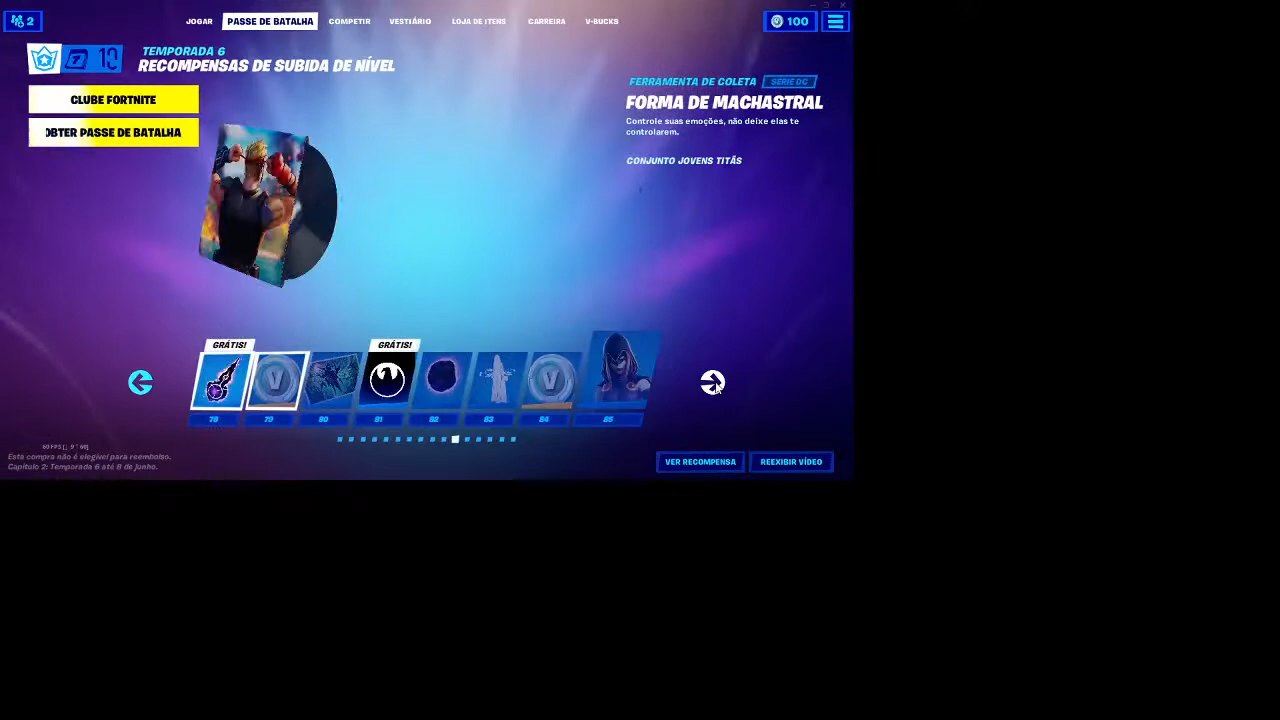 2
JOGAR
PASSE DE BATALHA
COMPETIR
VESTIÁRIO
LOJA DE ITENS
CARREIRA
V-BUCKS
100
10
TEMPORADA 6
RECOMPENSAS DE SUBIDA DE NÍVEL
CLUBE FORTNITE
OBTER PASSE DE BATALHA
FERRAMENTA DE COLETA
SÉRIE DC
FORMA DE MACHASTRAL
Controle suas emoções, não deixe elas te
controlarem.
CONJUNTO JOVENS TITÃS
GRÁTIS!
GRÁTIS!
78
79
80
81
82
83
84
85
Esta compra não é elegível para reembolso.
Capítulo 2: Temporada 6 até 8 de junho.
VER RECOMPENSA
REEXIBIR VÍDEO